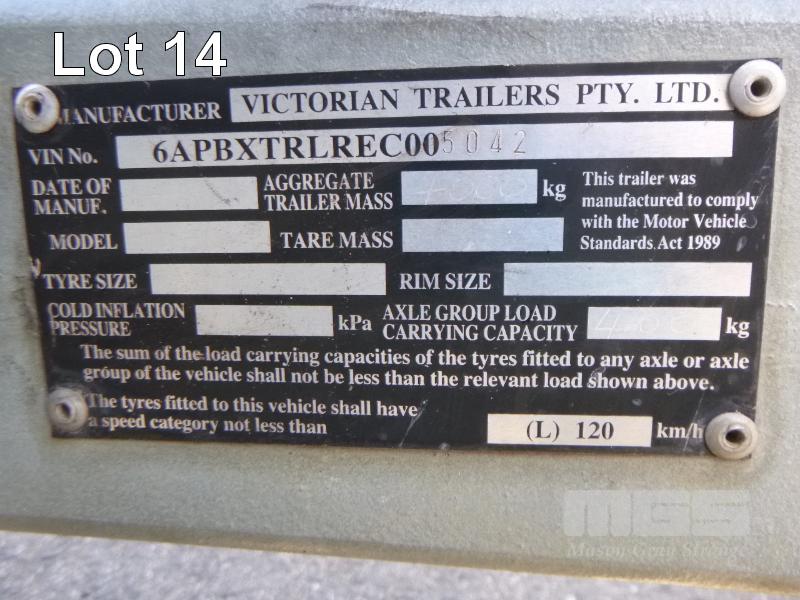 Lot 14
MANUFACTURER VICTORIAN TRAILERS PTY. LTD.
VIN No. 6APBXTRLREC005042
DATE OF MANUF. AGGREGATE TRAILER MASS kg
MODEL TARE MASS
This trailer was
manufactured to comply
with the Motor Vehicle
Standards Act 1989
TYRE SIZE RIM SIZE
COLD INFLATION PRESSURE kPa AXLE GROUP LOAD CARRYING CAPACITY kg
The sum of the load carrying capacities of the tyres fitted to any axle or axle
group of the vehicle shall not be less than the relevant load shown above.
The tyres fitted to this vehicle shall have
a speed category not less than (L) 120 km/h
MGS
Mason Gray Strange